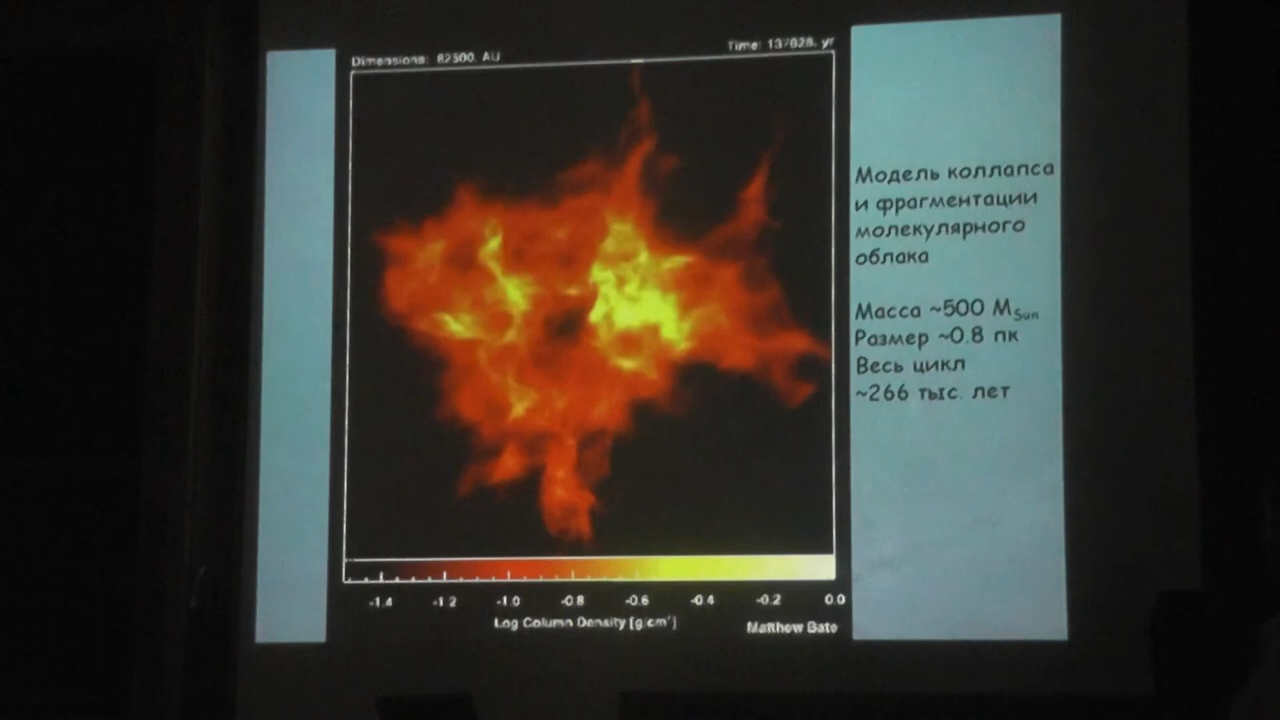 Dimensions: 82500. AU
Time: 137028. yr
Модель коллапса
и фрагментации
молекулярного
облака
Масса ~500 MSun
Размер ~0.8 пк
Весь цикл
~266 тыс. лет
-1.4 -1.2 -1.0 -0.8 -0.6 -0.4 -0.2 0.0
Log Column Density [g/cm²]
Matthew Bate